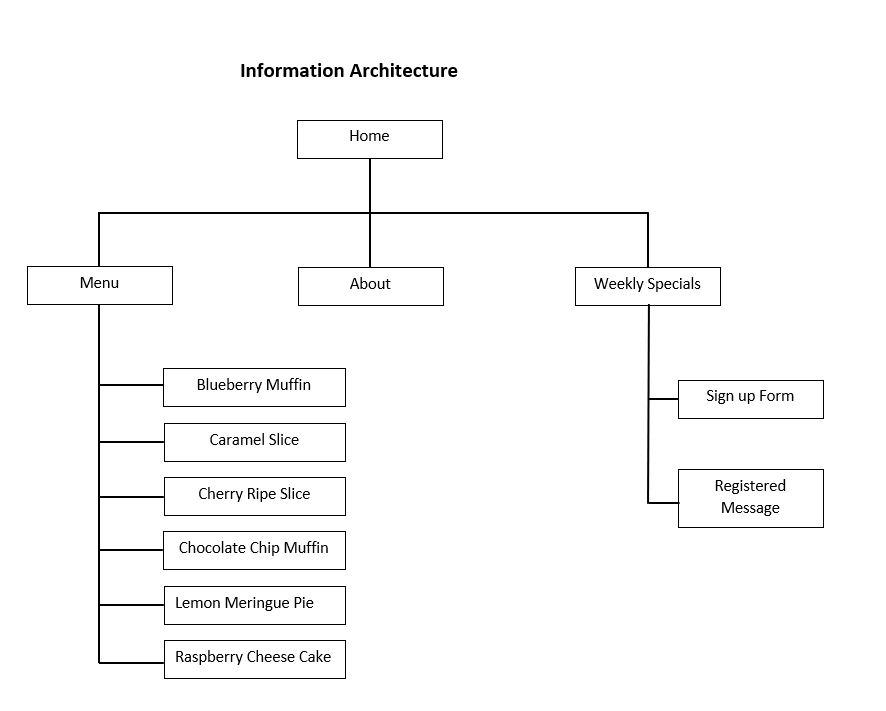 Information Architecture
Home
Menu
About
Weekly Specials
Blueberry Muffin
Caramel Slice
Cherry Ripe Slice
Chocolate Chip Muffin
Lemon Meringue Pie
Raspberry Cheese Cake
Sign up Form
Registered
Message